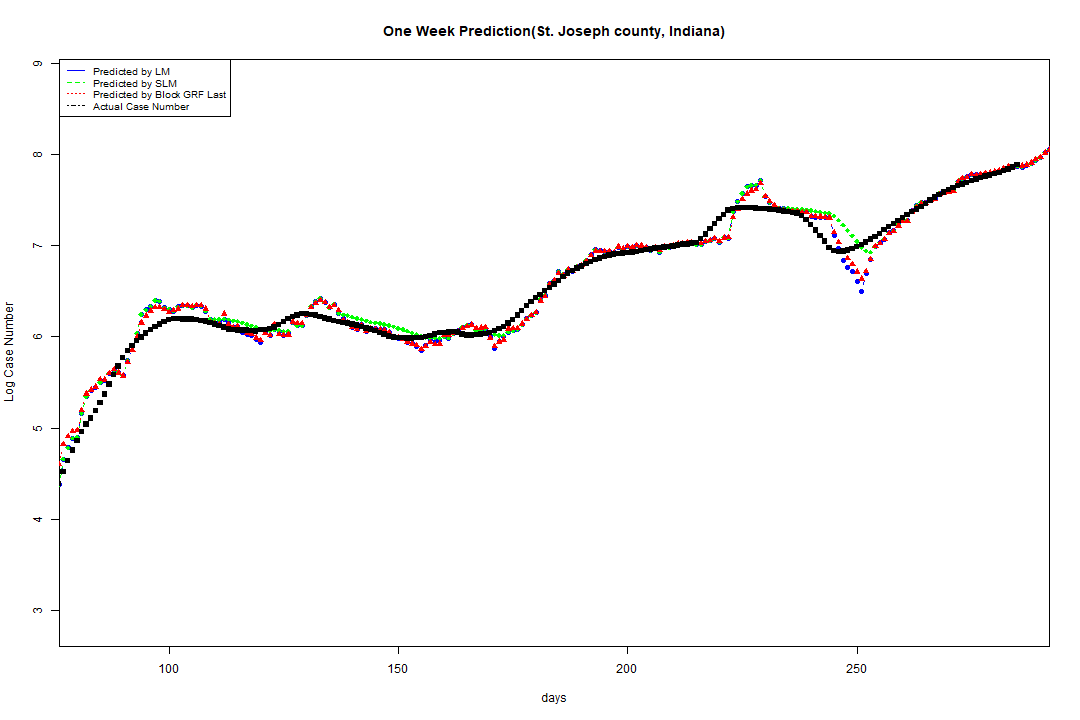 One Week Prediction(St. Joseph county, Indiana)
Predicted by LM
Predicted by SLM
Predicted by Block GRF Last
Actual Case Number
9
8
7
6
5
4
3
Log Case Number
100 150 200 250
days